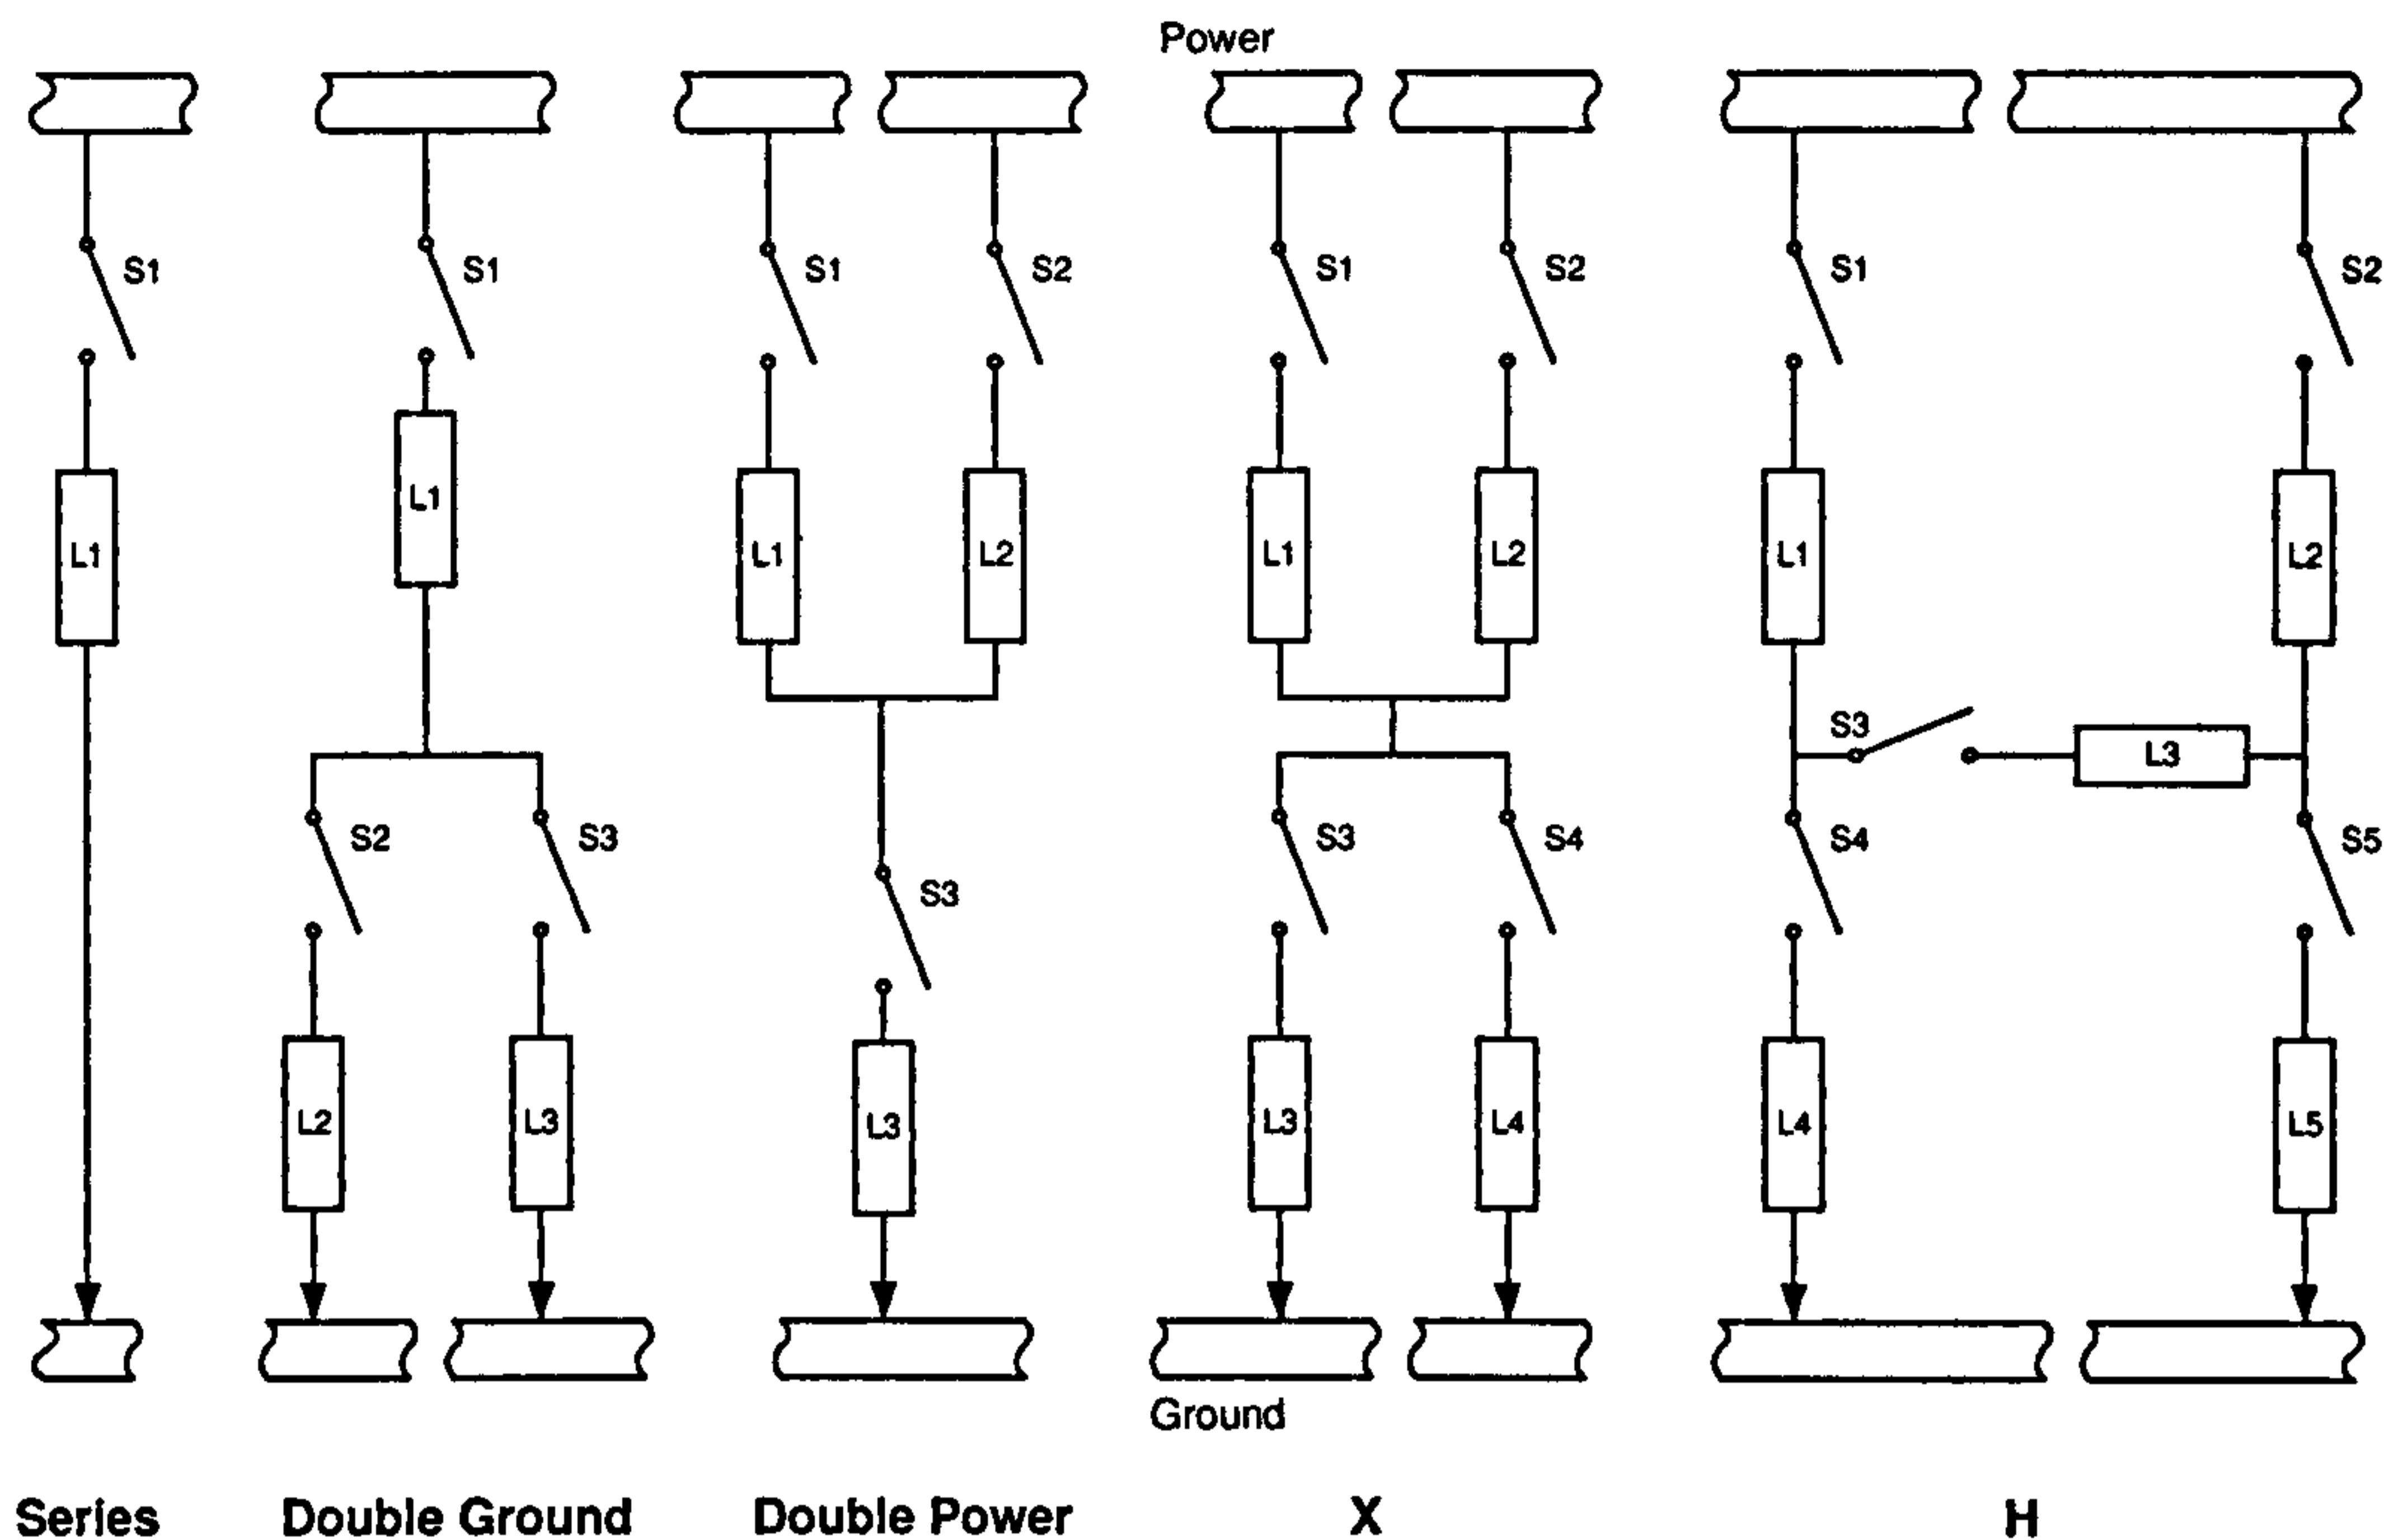 Power
S1
S1
S1
S2
S1
S2
S1
S2
L1
L1
L1
L2
L1
L2
L1
L2
S3
L3
S2
S3
S3
S3
S4
S4
S5
L2
L3
L3
L3
L4
L4
L5
Ground
Series
Double Ground
Double Power
X
H